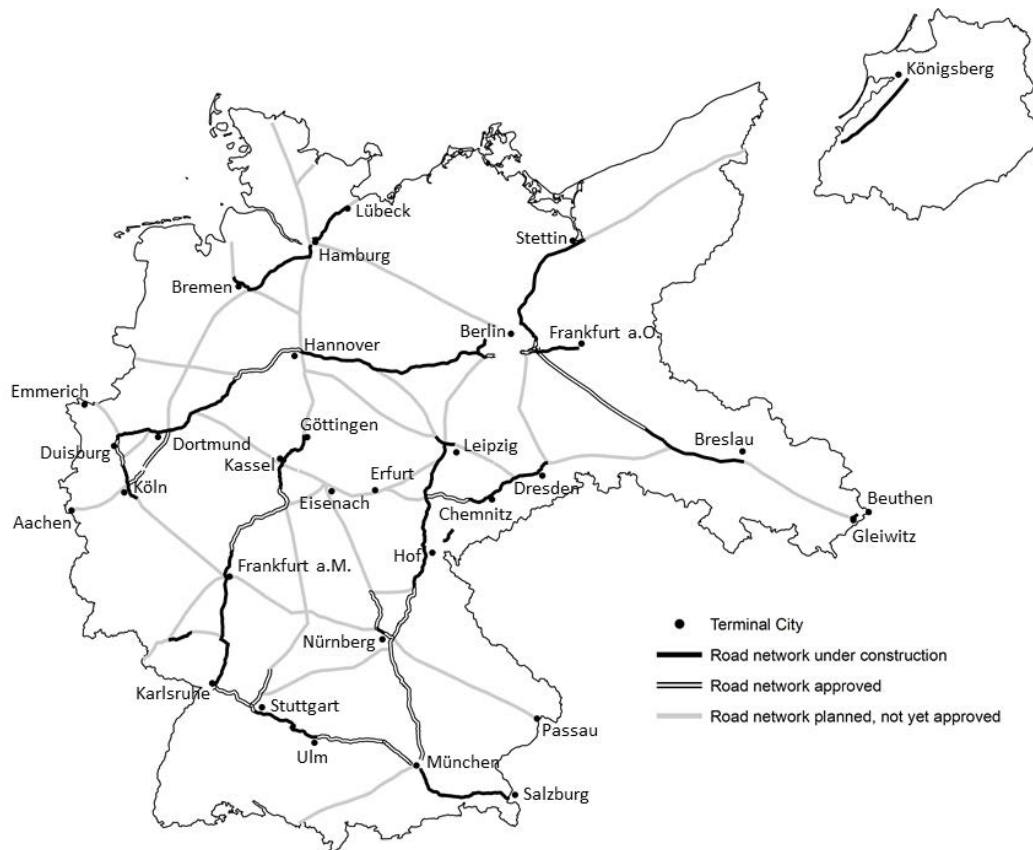 Königsberg
Lübeck
Stettin
Hamburg
Bremen
Berlin
Frankfurt a.O.
Hannover
Emmerich
Göttingen
Duisburg
Dortmund
Leipzig
Breslau
Kassel
Erfurt
Köln
Eisenach
Dresden
Beuthen
Aachen
Chemnitz
Gleiwitz
Hof
Frankfurt a.M.
Terminal City
Nürnberg
Road network under construction
Karlsruhe
Road network approved
Stuttgart
Road network planned, not yet approved
Passau
Ulm
München
Salzburg